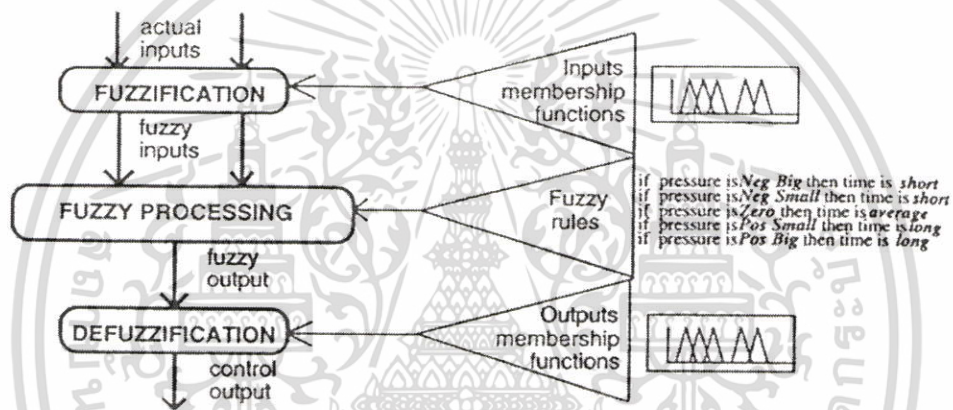 actual
inputs
FUZZIFICATION
Inputs
membership
functions
fuzzy
inputs
FUZZY PROCESSING
Fuzzy
rules
if pressure is Neg Big then time is short
if pressure is Neg Small then time is short
if pressure is Zero then time is average
if pressure is Pos Small then time is long
if pressure is Pos Big then time is long
fuzzy
output
DEFUZZIFICATION
Outputs
membership
functions
control
output